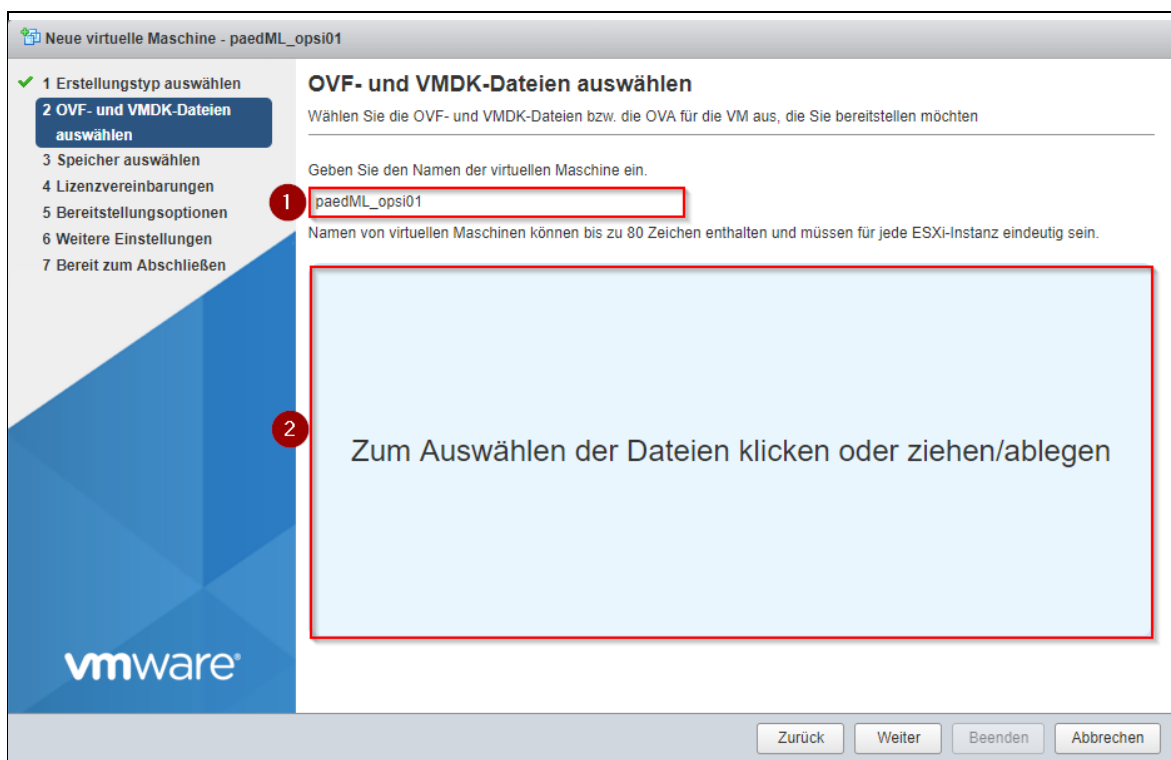 Neue virtuelle Maschine - paedML_opsi01
1 Erstellungstyp auswählen
2 OVF- und VMDK-Dateien
auswählen
3 Speicher auswählen
4 Lizenzvereinbarungen
5 Bereitstellungsoptionen
6 Weitere Einstellungen
7 Bereit zum Abschließen
vmware®
OVF- und VMDK-Dateien auswählen
Wählen Sie die OVF- und VMDK-Dateien bzw. die OVA für die VM aus, die Sie bereitstellen möchten
Geben Sie den Namen der virtuellen Maschine ein.
1
paedML_opsi01
Namen von virtuellen Maschinen können bis zu 80 Zeichen enthalten und müssen für jede ESXi-Instanz eindeutig sein.
2
Zum Auswählen der Dateien klicken oder ziehen/ablegen
Zurück
Weiter
Beenden
Abbrechen